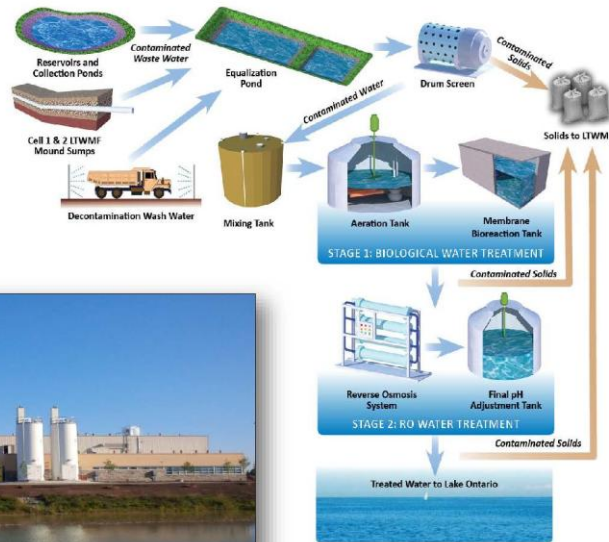 Reservoirs and
Collection Ponds
Contaminated
Waste Water
Equalization
Pond
Drum Screen
Contaminated
Solids
Solids to LTWM
Cell 1 & 2 LTWMF
Mound Sumps
Contaminated Water
Decontamination Wash Water
Mixing Tank
Aeration Tank
Membrane
Bioreaction Tank
STAGE 1: BIOLOGICAL WATER TREATMENT
Contaminated Solids
Reverse Osmosis
System
Final pH
Adjustment Tank
STAGE 2: RO WATER TREATMENT
Contaminated Solids
Treated Water to Lake Ontario